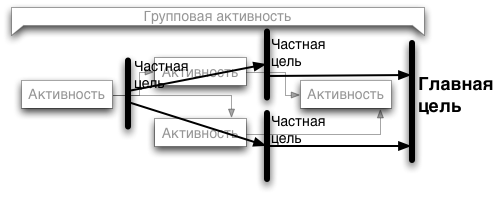 Групповая активность
Частная
цель
Активность
Частная
цель
Активность
Активность
Главная
цель
Частная
цель
Активность